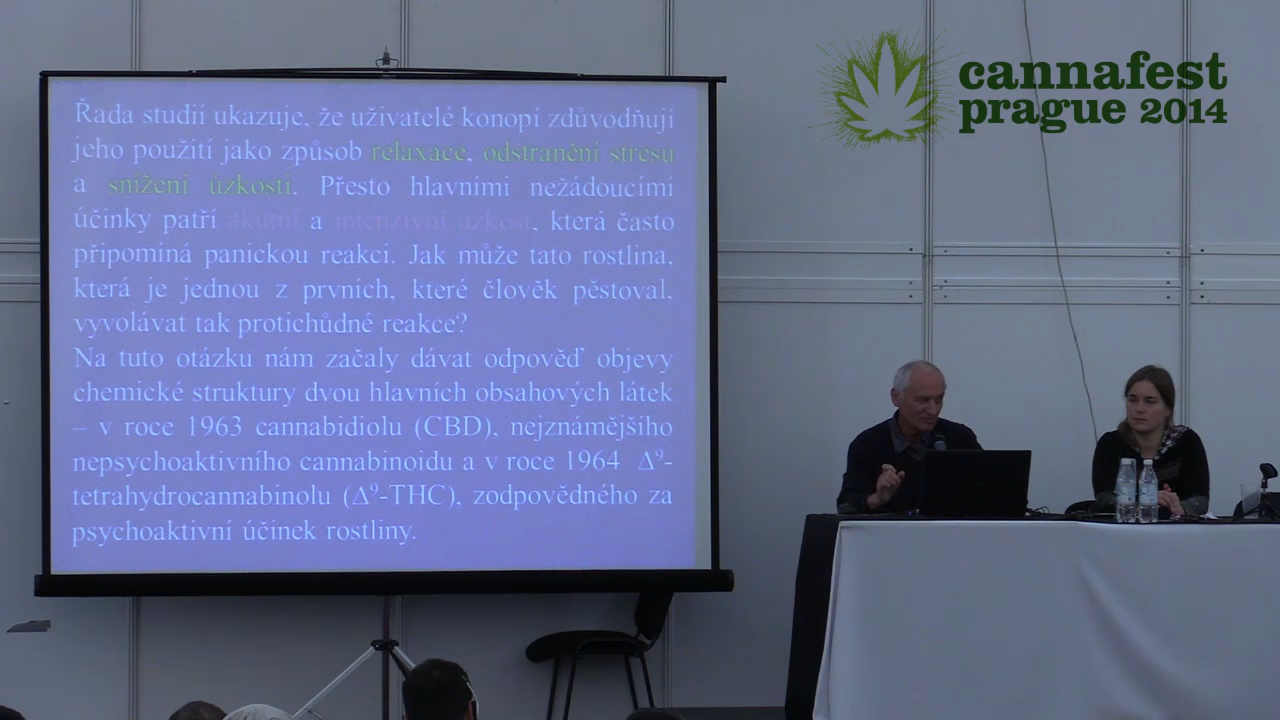 Řada studií ukazuje, že uživatelé konopí zdůvodňují
jeho použití jako způsob relaxace, odstranění stresu
a snížení úzkosti. Přesto hlavními nežádoucími
účinky patří akutní a intenzivní úzkost, která často
připomíná panickou reakci. Jak může tato rostlina,
která je jednou z prvních, které člověk pěstoval,
vyvolávat tak protichůdné reakce?
Na tuto otázku nám začaly dávat odpověď objevy
chemické struktury dvou hlavních obsahových látek
– v roce 1963 cannabidiolu (CBD), nejznámějšího
nepsychoaktivního cannabinoidu a v roce 1964 Δ⁹-
tetrahydrocannabinolu (Δ⁹-THC), zodpovědného za
psychoaktivní účinek rostliny.
cannafest
prague 2014